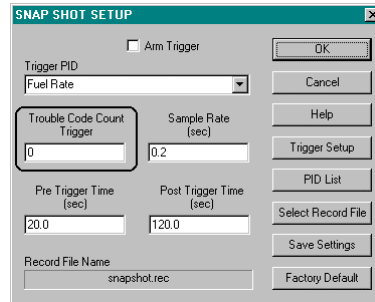 SNAP SHOT SETUP
Arm Trigger
OK
Trigger PID
Fuel Rate
Cancel
Trouble Code Count
Trigger
Sample Rate
(sec)
Help
0
0.2
Trigger Setup
Pre Trigger Time
(sec)
Post Trigger Time
(sec)
PID List
20.0
120.0
Select Record File
Save Settings
Record File Name
snapshot.rec
Factory Default